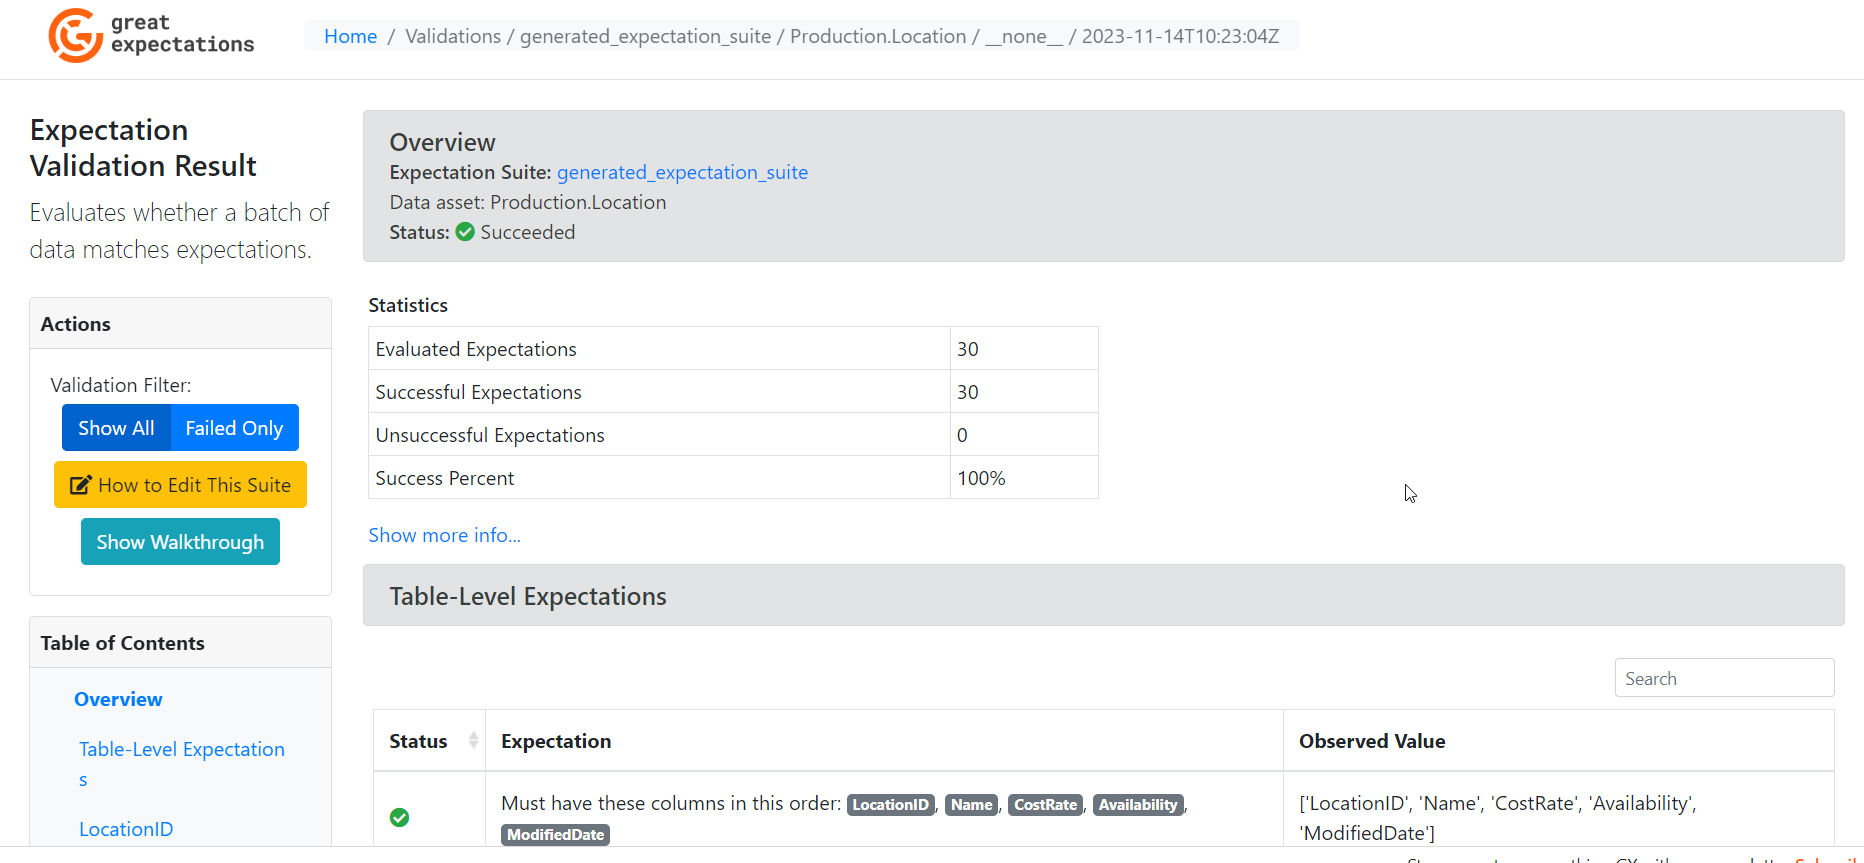 great
expectations
Home / Validations / generated_expectation_suite / Production.Location / __none__ / 2023-11-14T10:23:04Z
Expectation
Validation Result
Evaluates whether a batch of
data matches expectations.
Actions
Validation Filter:
Show All Failed Only
How to Edit This Suite
Show Walkthrough
Table of Contents
Overview
Table-Level Expectation
s
LocationID
Overview
Expectation Suite: generated_expectation_suite
Data asset: Production.Location
Status: Succeeded
Statistics
Evaluated Expectations 30
Successful Expectations 30
Unsuccessful Expectations 0
Success Percent 100%
Show more info...
Table-Level Expectations
Search
Status Expectation Observed Value
Must have these columns in this order: LocationID, Name, CostRate, Availability,
ModifiedDate
['LocationID', 'Name', 'CostRate', 'Availability',
'ModifiedDate']